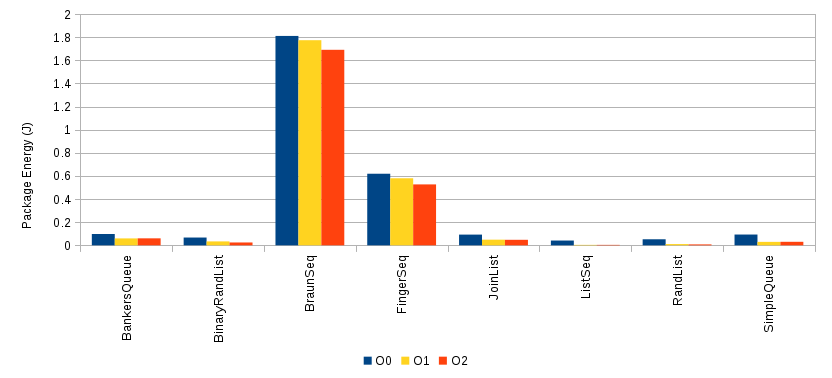 Package Energy (J)
2
1.8
1.6
1.4
1.2
1
0.8
0.6
0.4
0.2
0
BankersQueue
BinaryRandList
BraunSeq
FingerSeq
JoinList
ListSeq
RandList
SimpleQueue
O0 O1 O2